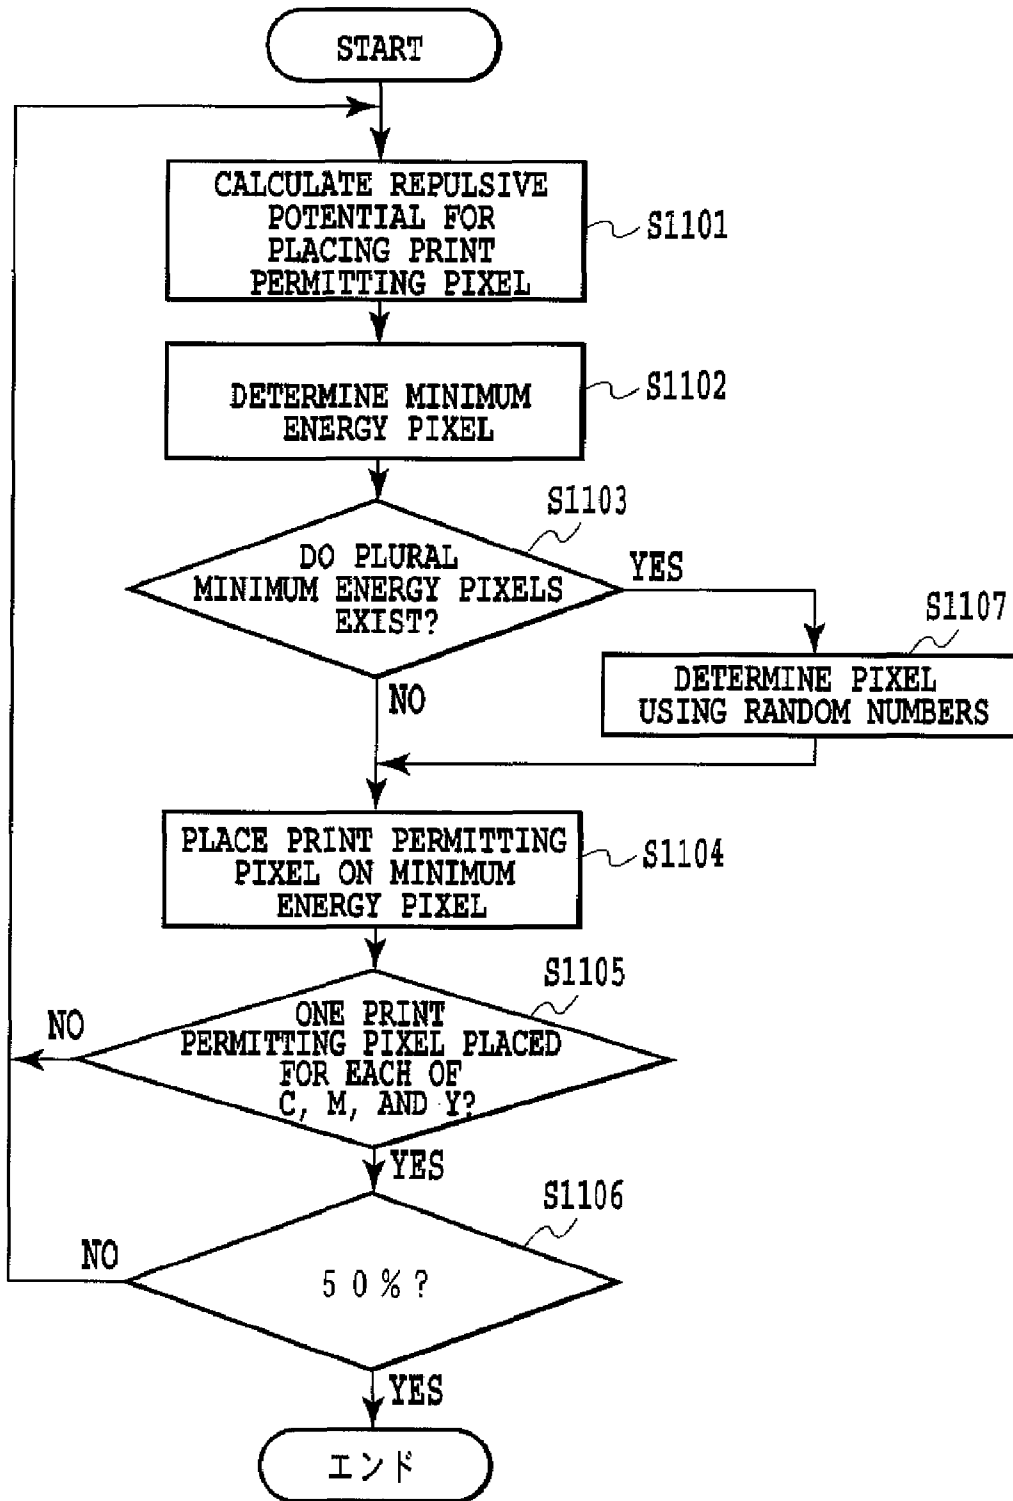 START
CALCULATE REPULSIVE
POTENTIAL FOR
PLACING PRINT
PERMITTING PIXEL
S1101
DETERMINE MINIMUM
ENERGY PIXEL
S1102
S1103
DO PLURAL
MINIMUM ENERGY PIXELS
EXIST?
YES
NO
S1107
DETERMINE PIXEL
USING RANDOM NUMBERS
PLACE PRINT PERMITTING
PIXEL ON MINIMUM
ENERGY PIXEL
S1104
S1105
ONE PRINT
PERMITTING PIXEL PLACED
FOR EACH OF
C, M, AND Y?
NO
YES
S1106
50%?
NO
YES
エンド